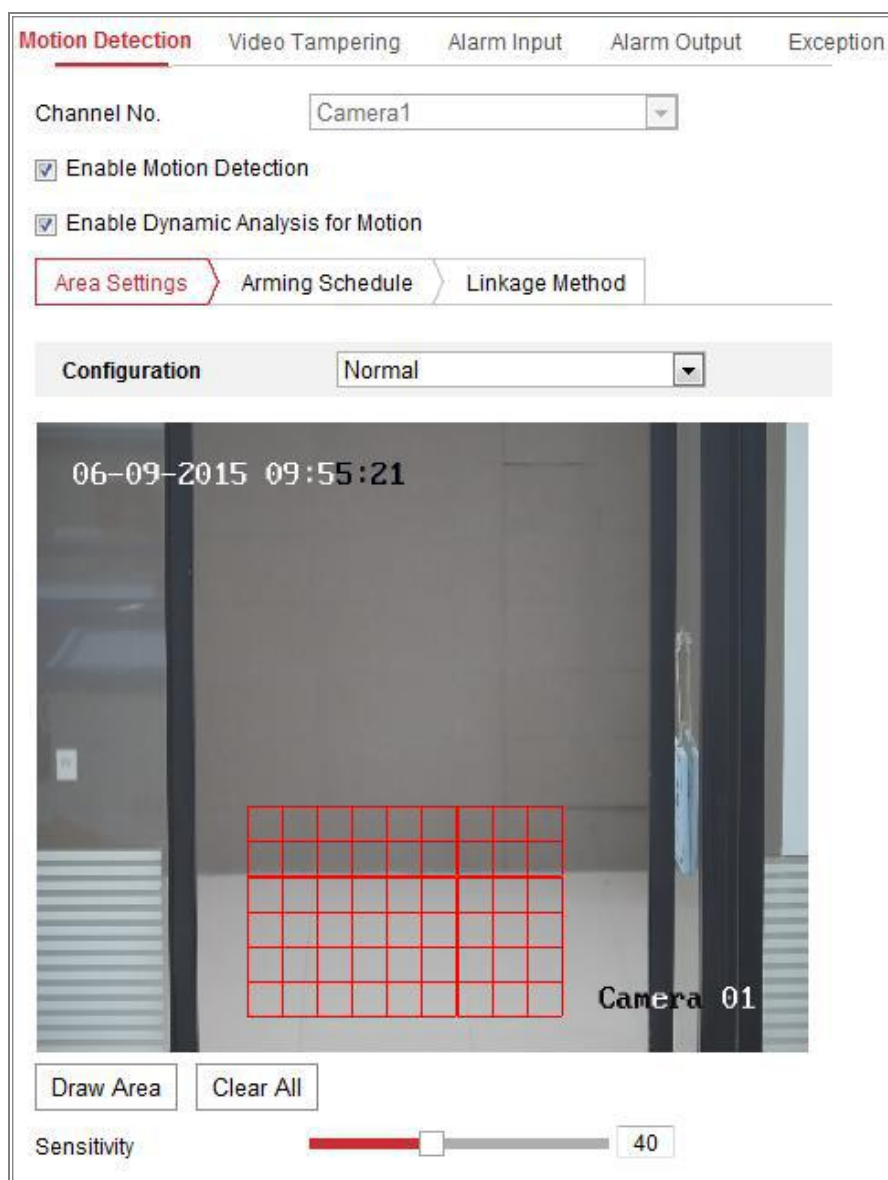 Motion Detection Video Tampering Alarm Input Alarm Output Exception
Channel No. Camera1
Enable Motion Detection
Enable Dynamic Analysis for Motion
Area Settings Arming Schedule Linkage Method
Configuration Normal
06-09-2015 09:55:21
Camera 01
Draw Area Clear All
Sensitivity 40